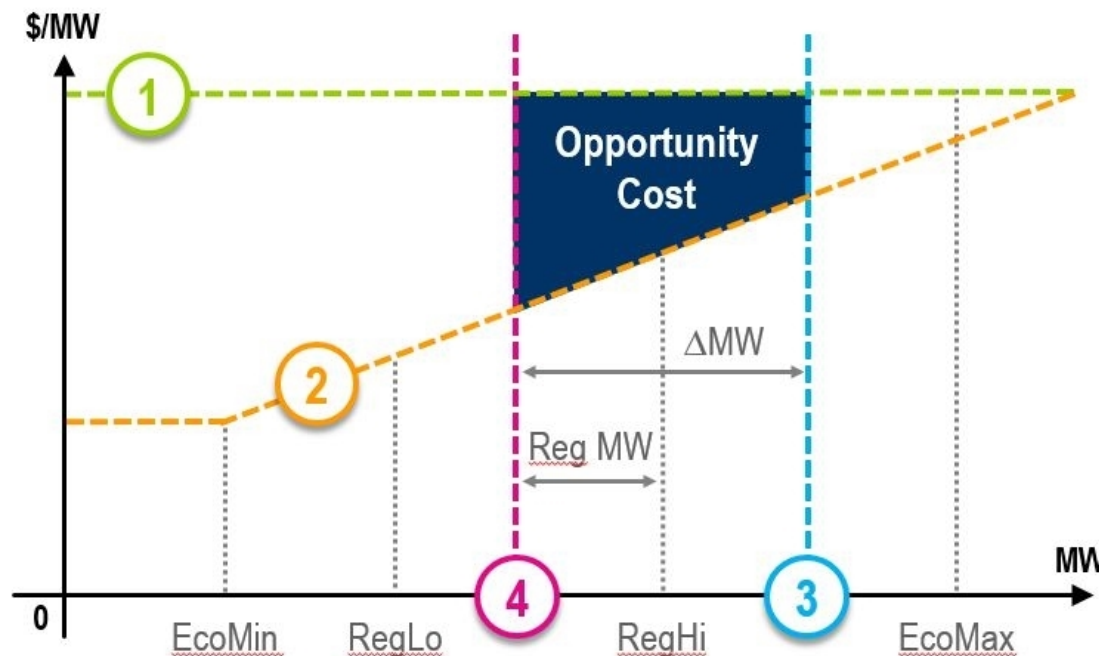 $/MW
1
Opportunity
Cost
2
ΔMW
Reg MW
MW
0
4
3
EcoMin
RegLo
RegHi
EcoMax